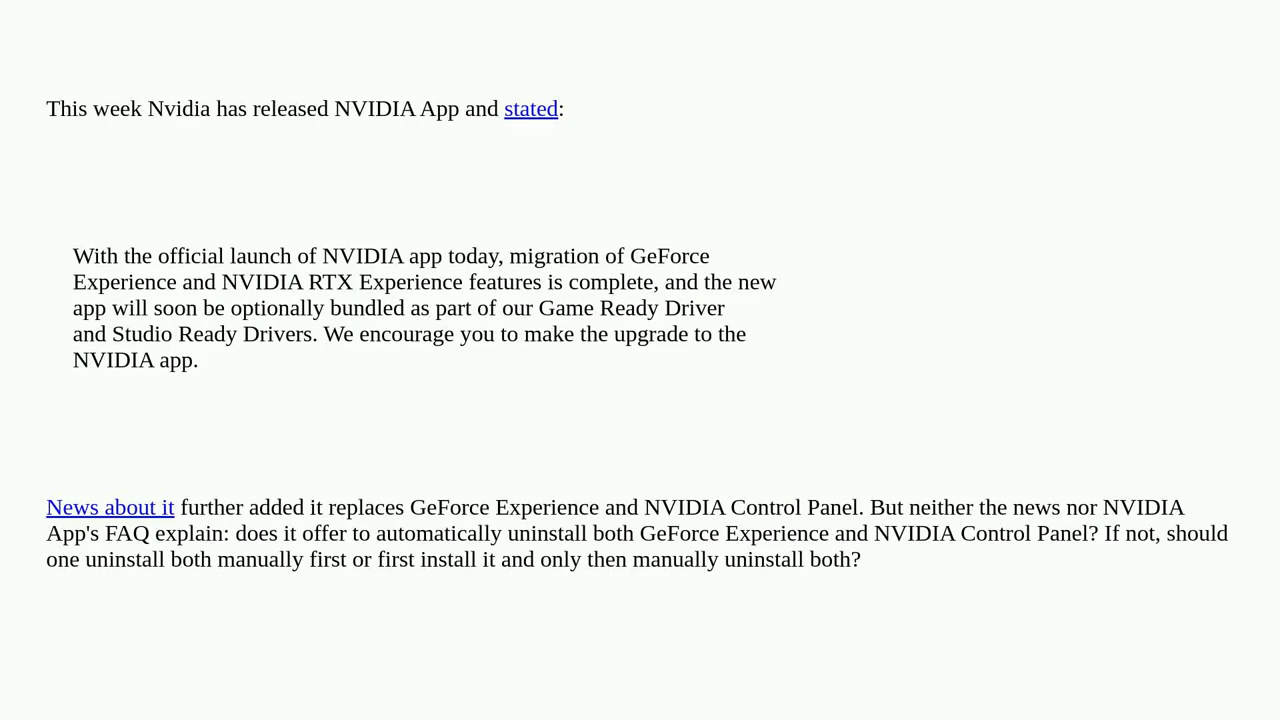 This week Nvidia has released NVIDIA App and stated:
With the official launch of NVIDIA app today, migration of GeForce
Experience and NVIDIA RTX Experience features is complete, and the new
app will soon be optionally bundled as part of our Game Ready Driver
and Studio Ready Drivers. We encourage you to make the upgrade to the
NVIDIA app.
News about it further added it replaces GeForce Experience and NVIDIA Control Panel. But neither the news nor NVIDIA
App's FAQ explain: does it offer to automatically uninstall both GeForce Experience and NVIDIA Control Panel? If not, should
one uninstall both manually first or first install it and only then manually uninstall both?